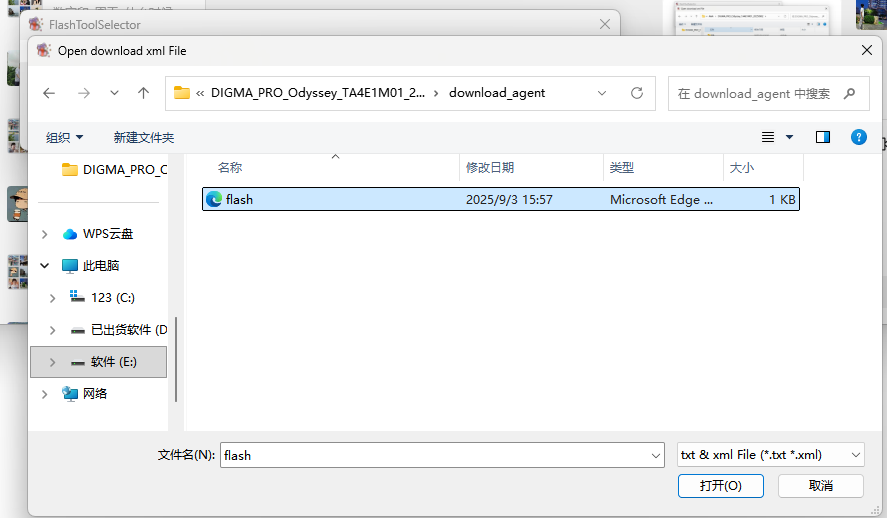 FlashToolSelector
Open download xml File
« DIGMA_PRO_Odyssey_TA4E1M01_2... › download_agent
在 download_agent 中搜索
组织 新建文件夹
DIGMA_PRO_O
WPS云盘
此电脑
123 (C:)
已出货软件 (D
软件 (E:)
网络
名称 修改日期 类型 大小
flash 2025/9/3 15:57 Microsoft Edge ... 1 KB
文件名(N): flash txt & xml File (*.txt *.xml)
打开(O) 取消